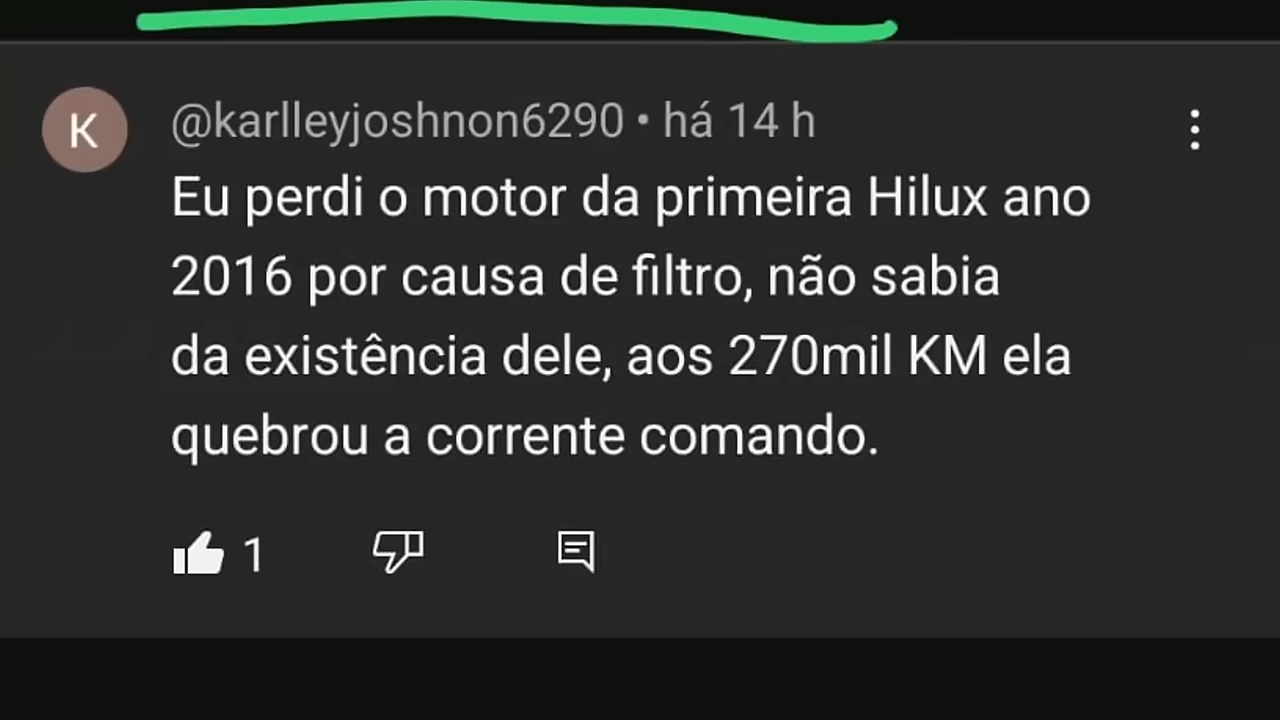 K
@karlleyjoshnon6290 • há 14 h
Eu perdi o motor da primeira Hilux ano
2016 por causa de filtro, não sabia
da existência dele, aos 270mil KM ela
quebrou a corrente comando.
1